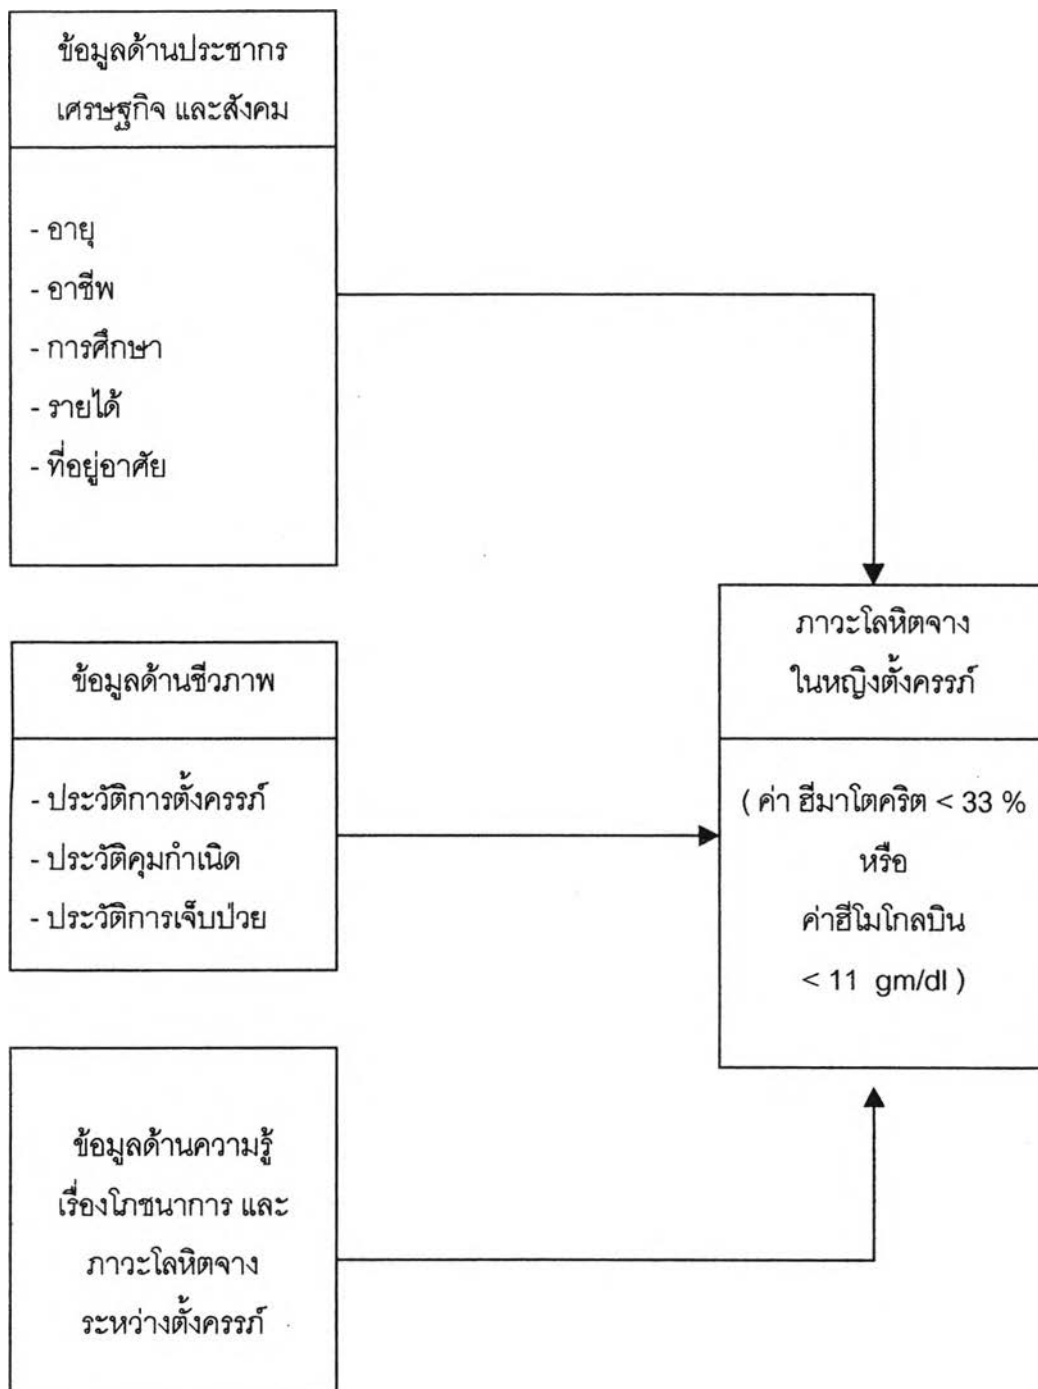 ข้อมูลด้านประชากร
เศรษฐกิจ และสังคม
- อายุ
- อาชีพ
- การศึกษา
- รายได้
- ที่อยู่อาศัย
ข้อมูลด้านชีวภาพ
- ประวัติการตั้งครรภ์
- ประวัติคุมกำเนิด
- ประวัติการเจ็บป่วย
ข้อมูลด้านความรู้
เรื่องโภชนาการ และ
ภาวะโลหิตจาง
ระหว่างตั้งครรภ์
ภาวะโลหิตจาง
ในหญิงตั้งครรภ์
( ค่า ฮีมาโตคริต < 33 %
หรือ
ค่าฮีโมโกลบิน
< 11 gm/dl )